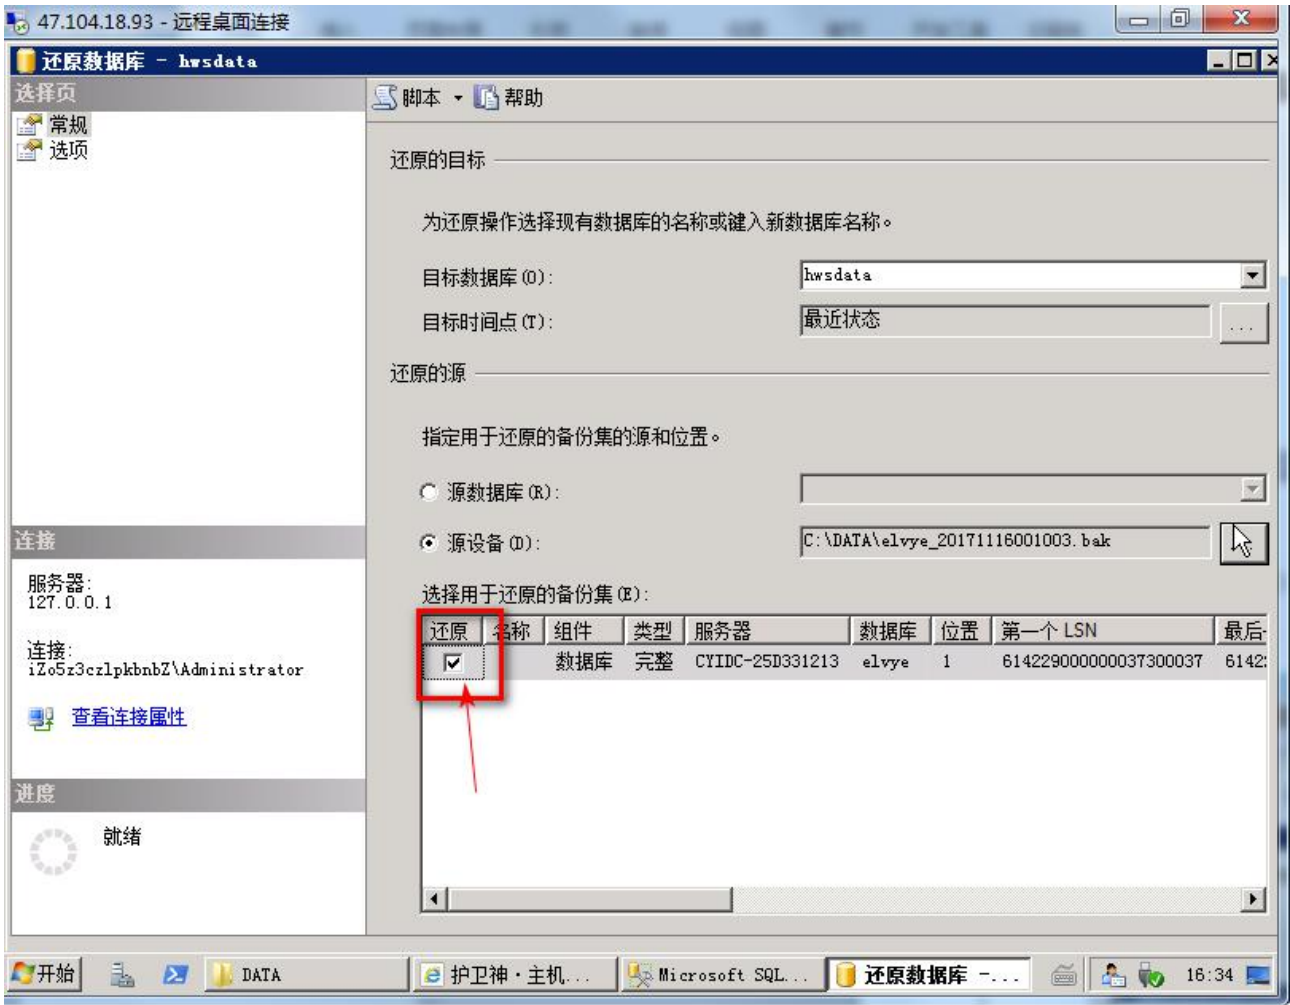 47.104.18.93 - 远程桌面连接
还原数据库 - hwsdata
选择页
常规
选项
脚本
帮助
还原的目标
为还原操作选择现有数据库的名称或键入新数据库名称。
目标数据库(O):
hwsdata
目标时间点(T):
最近状态
...
还原的源
指定用于还原的备份集的源和位置。
源数据库(R):
源设备(D):
C:\DATA\elvye_20171116001003.bak
选择用于还原的备份集(E):
还原 名称 组件 类型 服务器 数据库 位置 第一个 LSN 最后
数据库 完整 CYIDC-25D331213 elvye 1 61422900000003730003​7 6142
连接
服务器:
127.0.0.1
连接:
iZo5z3czlpkbnbZ\Administrator
查看连接属性
进度
就绪
开始
DATA
护卫神·主机...
Microsoft SQL...
还原数据库 -...
16:34